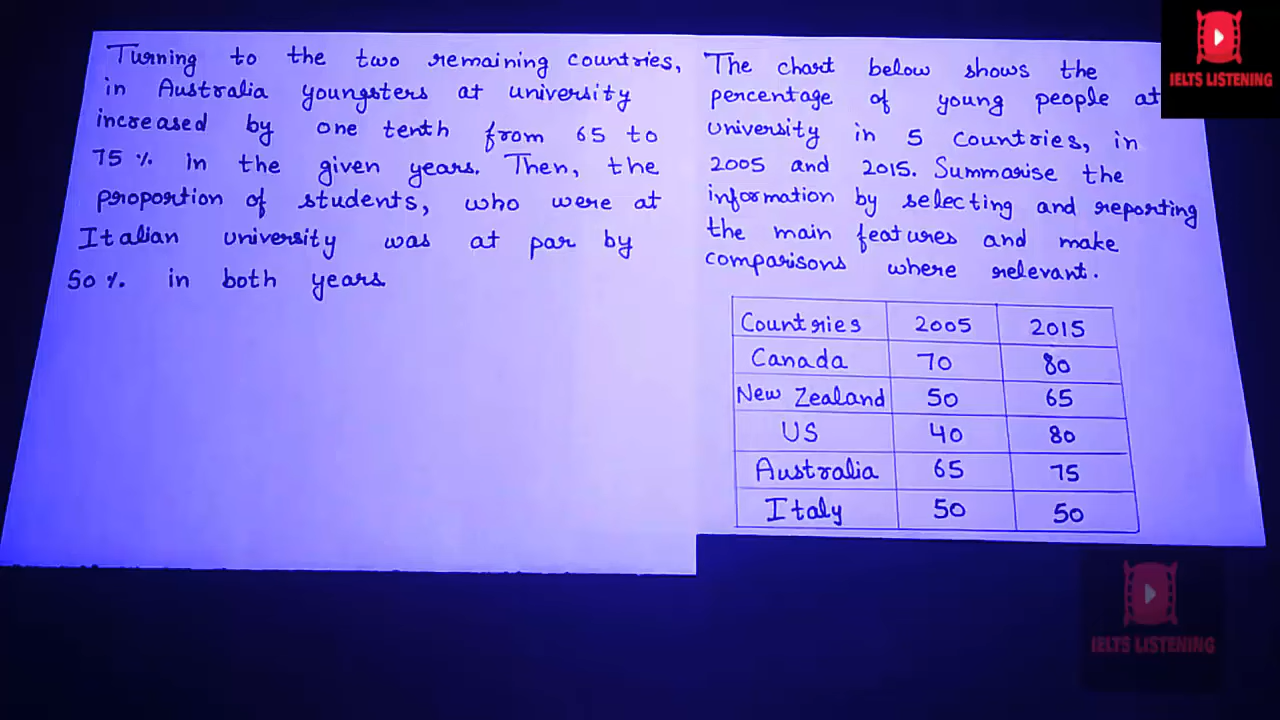 Turning to the two remaining countries,
in Australia youngsters at university
increased by one tenth from 65 to
75 % in the given years. Then, the
proportion of students, who were at
Italian university was at par by
50 % in both years
The chart below shows the
percentage of young people at
university in 5 countries, in
2005 and 2015. Summarise the
information by selecting and reporting
the main features and make
comparisons where relevant.
Countries 2005 2015
Canada 70 80
New Zealand 50 65
US 40 80
Australia 65 75
Italy 50 50
IELTS LISTENING
IELTS LISTENING